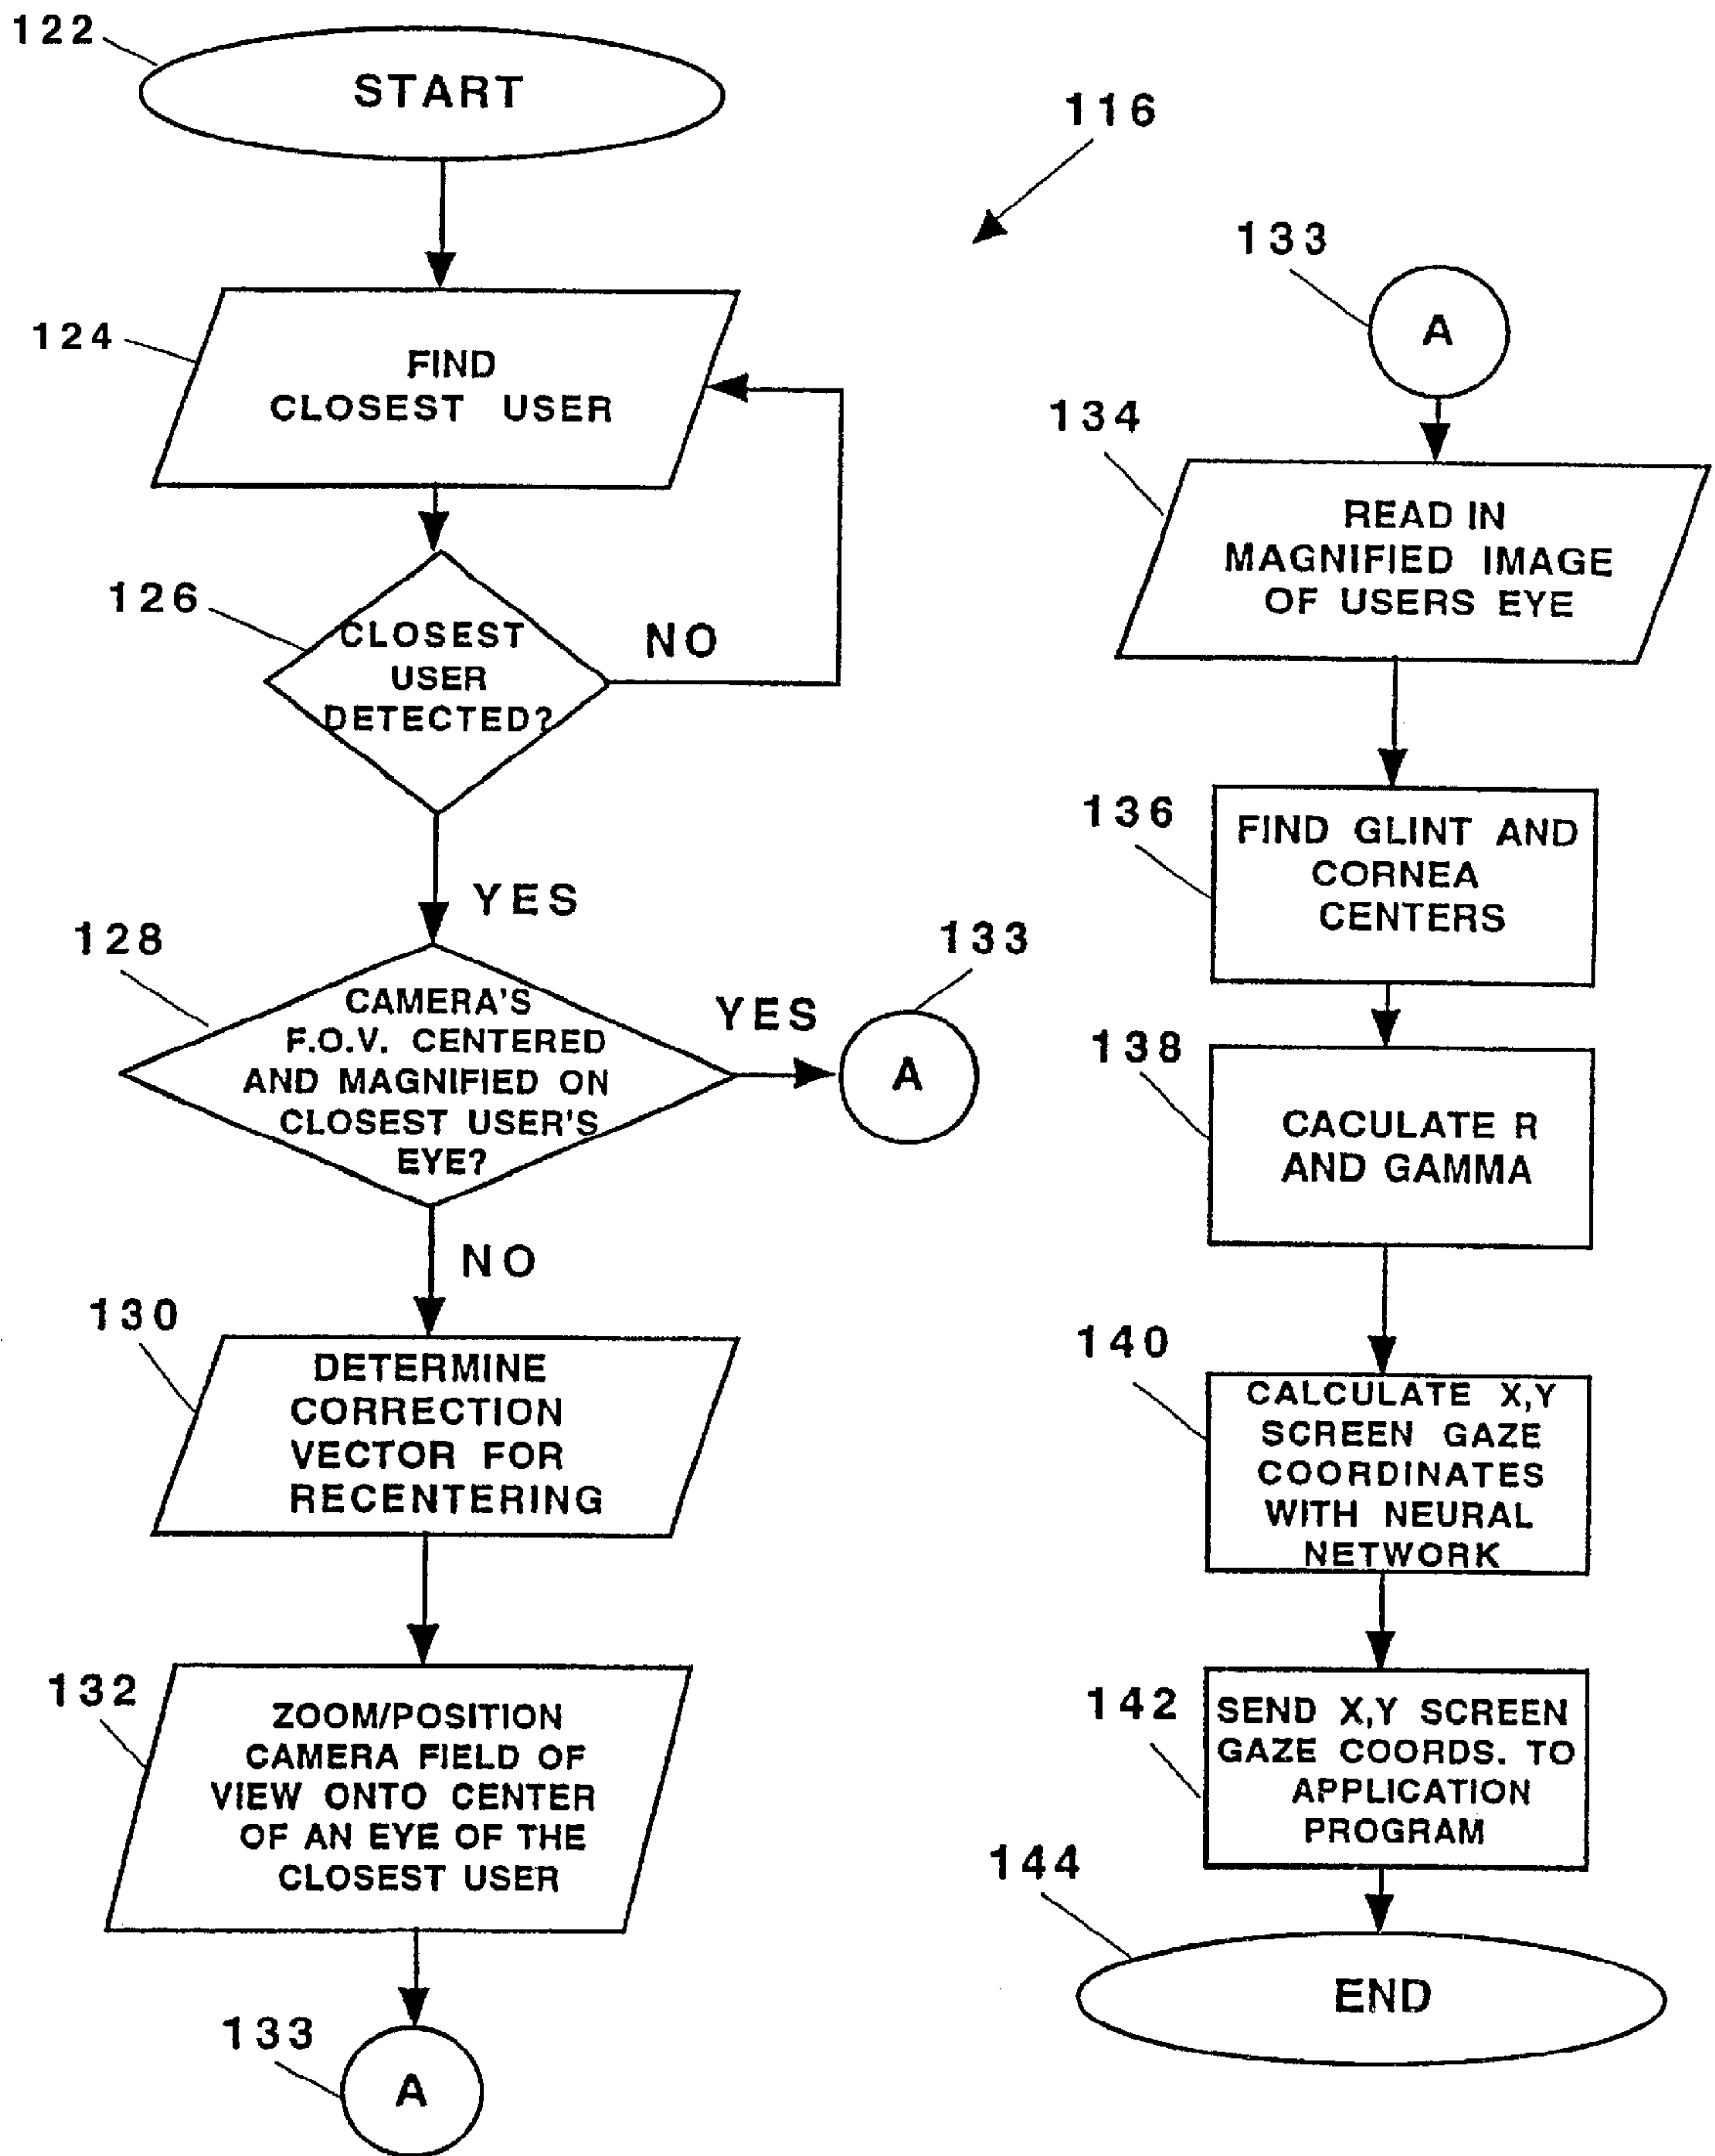 122
START
116
124
FIND
CLOSEST USER
126
CLOSEST
USER
DETECTED?
NO
YES
128
CAMERA'S
F.O.V. CENTERED
AND MAGNIFIED ON
CLOSEST USER'S
EYE?
YES
133
A
NO
130
DETERMINE
CORRECTION
VECTOR FOR
RECENTERING
132
ZOOM/POSITION
CAMERA FIELD OF
VIEW ONTO CENTER
OF AN EYE OF THE
CLOSEST USER
133
A
133
A
134
READ IN
MAGNIFIED IMAGE
OF USERS EYE
136
FIND GLINT AND
CORNEA
CENTERS
138
CACULATE R
AND GAMMA
140
CALCULATE X,Y
SCREEN GAZE
COORDINATES
WITH NEURAL
NETWORK
142
SEND X,Y SCREEN
GAZE COORDS. TO
APPLICATION
PROGRAM
144
END